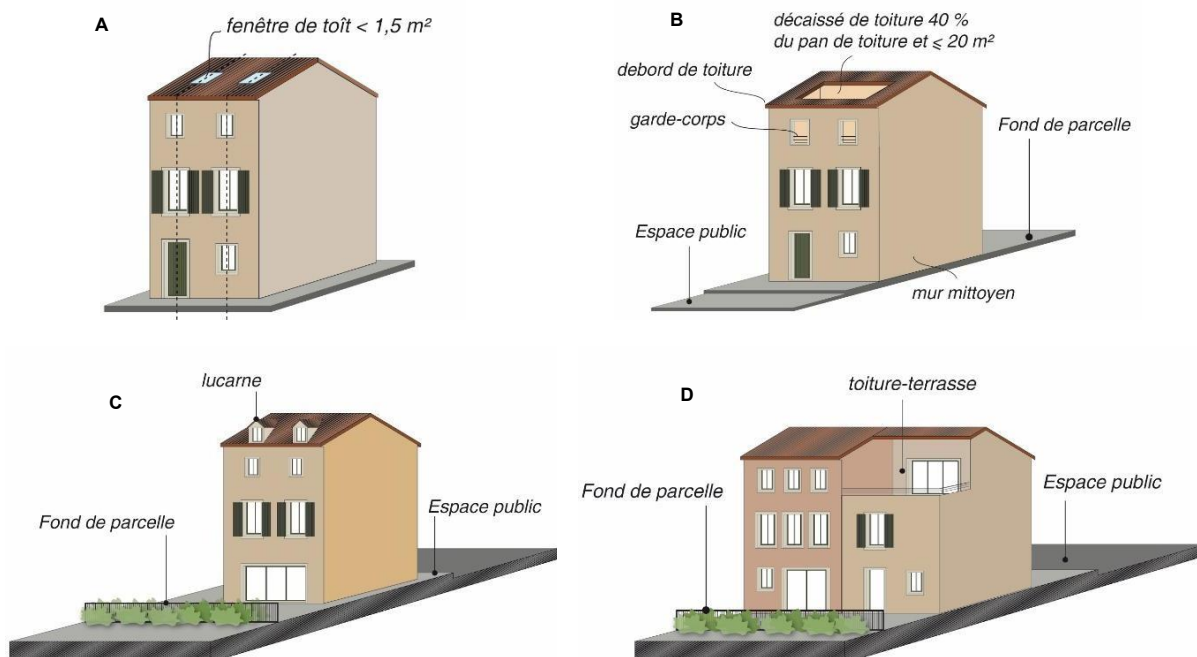 A
fenêtre de toît < 1,5 m²
B
décaissé de toiture 40 %
du pan de toiture et ⩽ 20 m²
debord de toiture
garde-corps
Fond de parcelle
Espace public
mur mittoyen
C
lucarne
Fond de parcelle
Espace public
D
toiture-terrasse
Fond de parcelle
Espace public